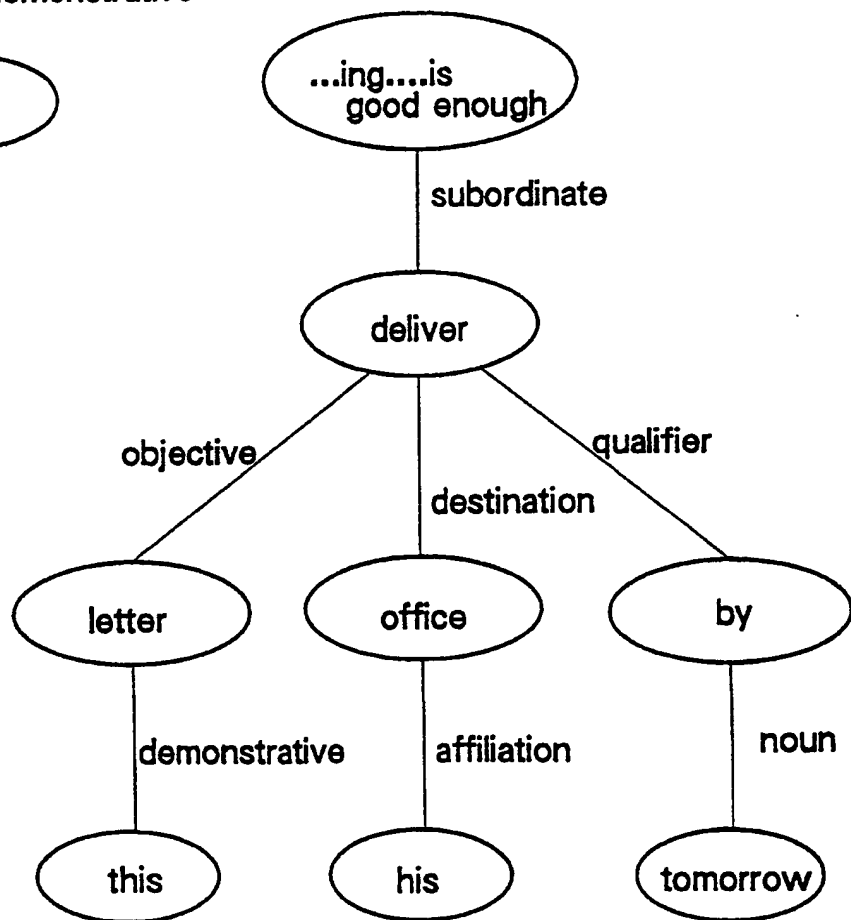 ...ing....is
good enough
subordinate
deliver
objective
qualifier
destination
letter
office
by
demonstrative
affiliation
noun
this
his
tomorrow